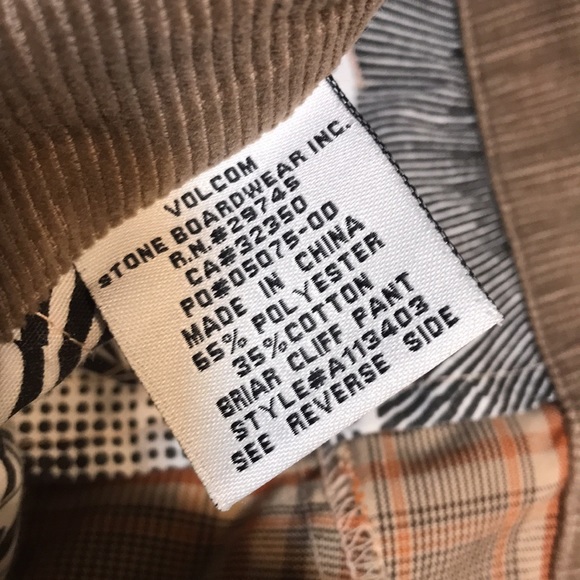 VOLCOM
STONE BOARDWEAR INC.
R.N.#29745
CA#32350
PO#05075-00
MADE IN CHINA
65% POLYESTER
35%COTTON
BRIAR CLIFF PANT
STYLE#A113403
SEE REVERSE SIDE